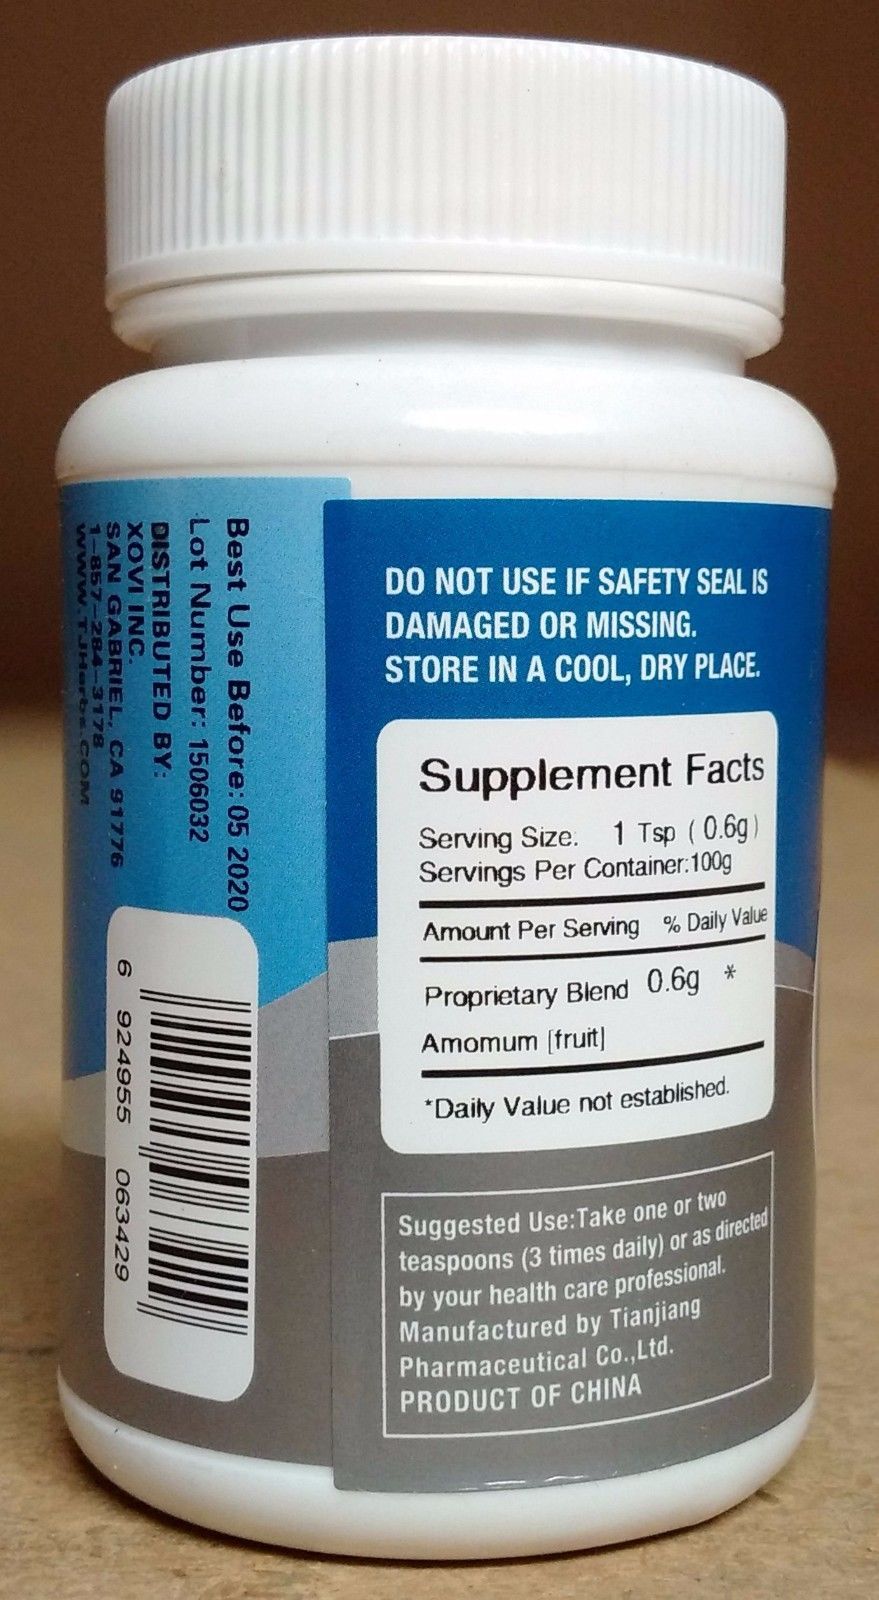 Best Use Before: 05 2020
Lot Number: 1506032
DISTRIBUTED BY:
XOVI INC.
SAN GABRIEL, CA 91776
1-857-284-3178
WWW.TJHerbs.COM
6 924955 063429
DO NOT USE IF SAFETY SEAL IS
DAMAGED OR MISSING.
STORE IN A COOL, DRY PLACE.
Supplement Facts
Serving Size: 1 Tsp ( 0.6g )
Servings Per Container:100g
Amount Per Serving % Daily Value
Proprietary Blend 0.6g *
Amomum [fruit]
*Daily Value not established.
Suggested Use:Take one or two
teaspoons (3 times daily) or as directed
by your health care professional.
Manufactured by Tianjiang
Pharmaceutical Co.,Ltd.
PRODUCT OF CHINA